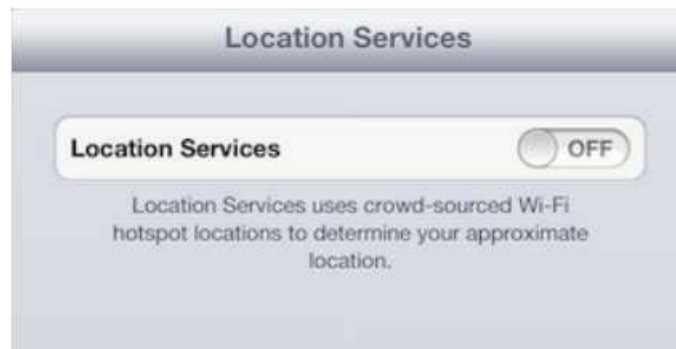 Location Services
Location Services OFF
Location Services uses crowd-sourced Wi-Fi
hotspot locations to determine your approximate
location.